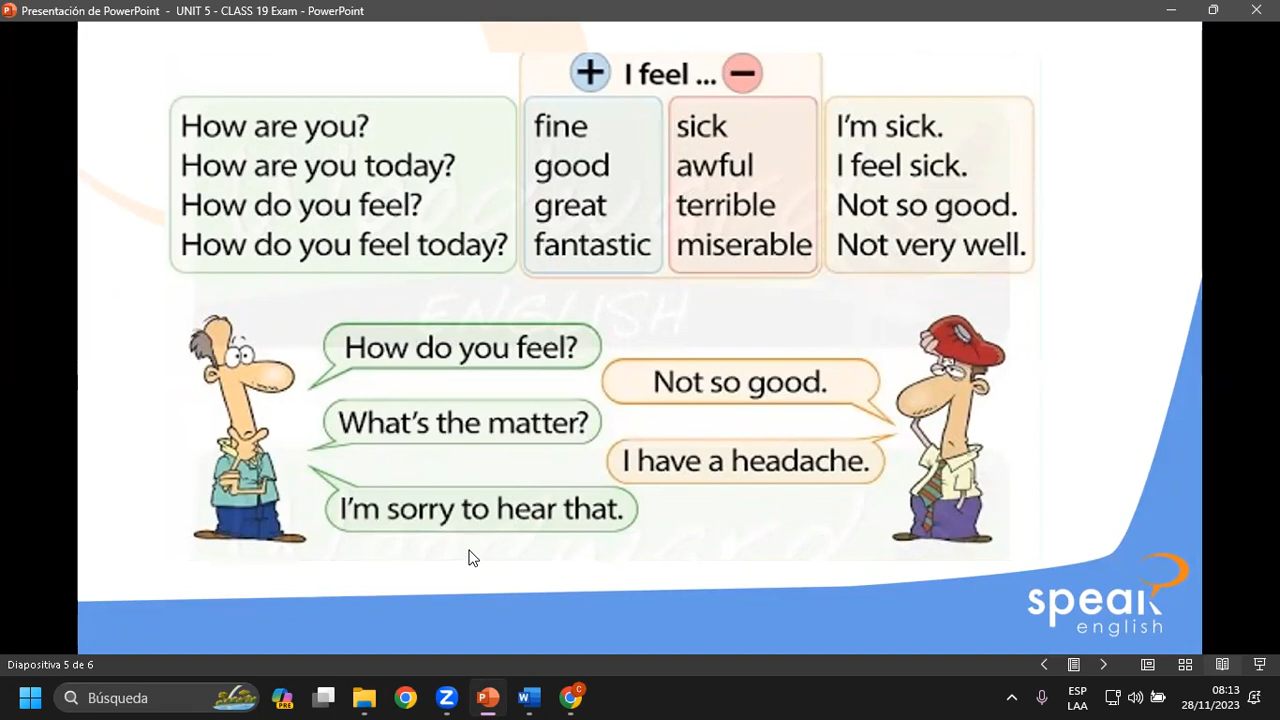 Presentación de PowerPoint - UNIT 5 - CLASS 19 Exam - PowerPoint
+ I feel ... −
How are you?
How are you today?
How do you feel?
How do you feel today?
fine
good
great
fantastic
sick
awful
terrible
miserable
I'm sick.
I feel sick.
Not so good.
Not very well.
ENGLISH
How do you feel?
Not so good.
What's the matter?
I have a headache.
I'm sorry to hear that.
speak
english
Diapositiva 5 de 6
Búsqueda
PRE
ESP
LAA
08:13
28/11/2023